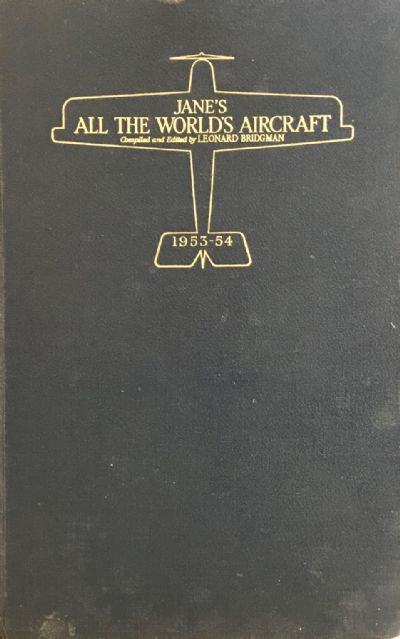 JANE'S
ALL THE WORLD'S AIRCRAFT
Compiled and Edited by LEONARD BRIDGMAN
1953-54